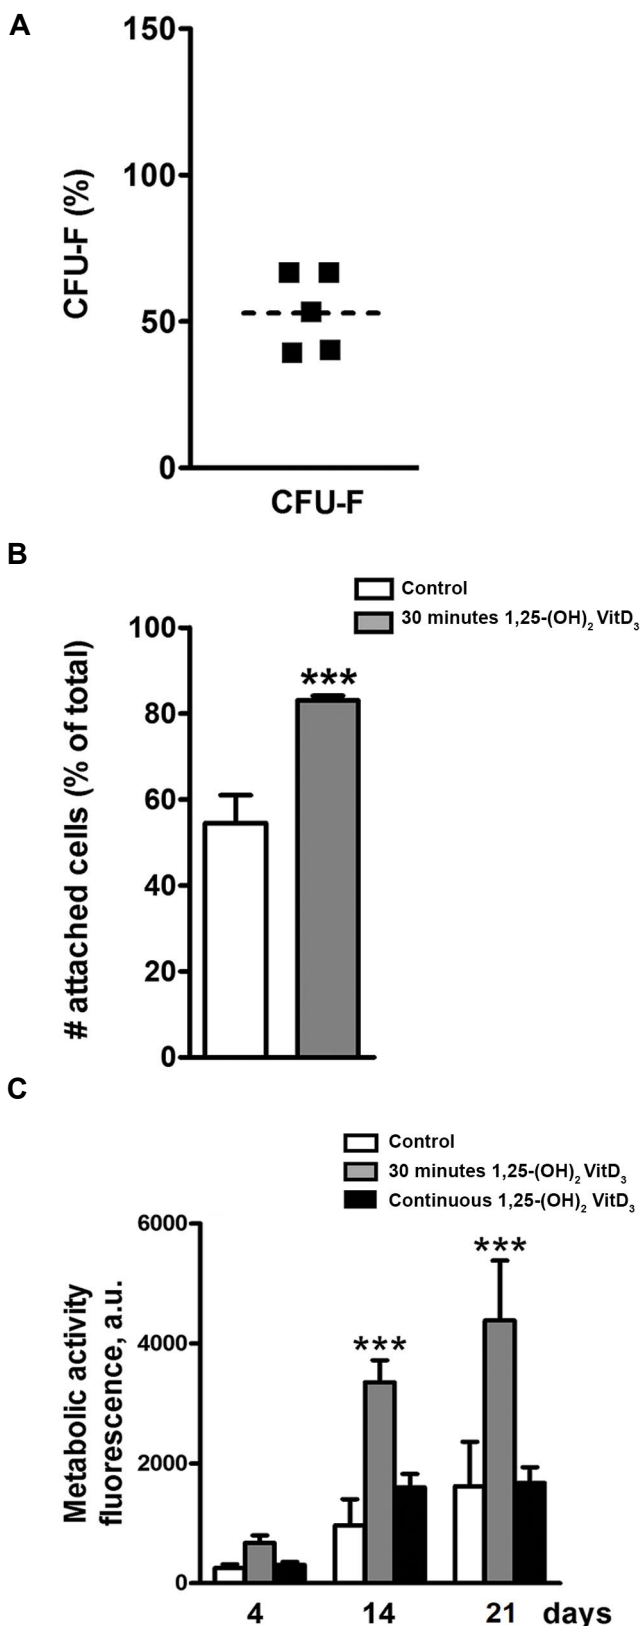 A
150
100
50
0
CFU-F (%)
CFU-F
B
Control
30 minutes 1,25-(OH)₂ VitD₃
100
80
60
40
20
0
# attached cells (% of total)
***
C
Control
30 minutes 1,25-(OH)₂ VitD₃
Continuous 1,25-(OH)₂ VitD₃
6000
4000
2000
0
Metabolic activity
fluorescence, a.u.
***
***
4 14 21 days